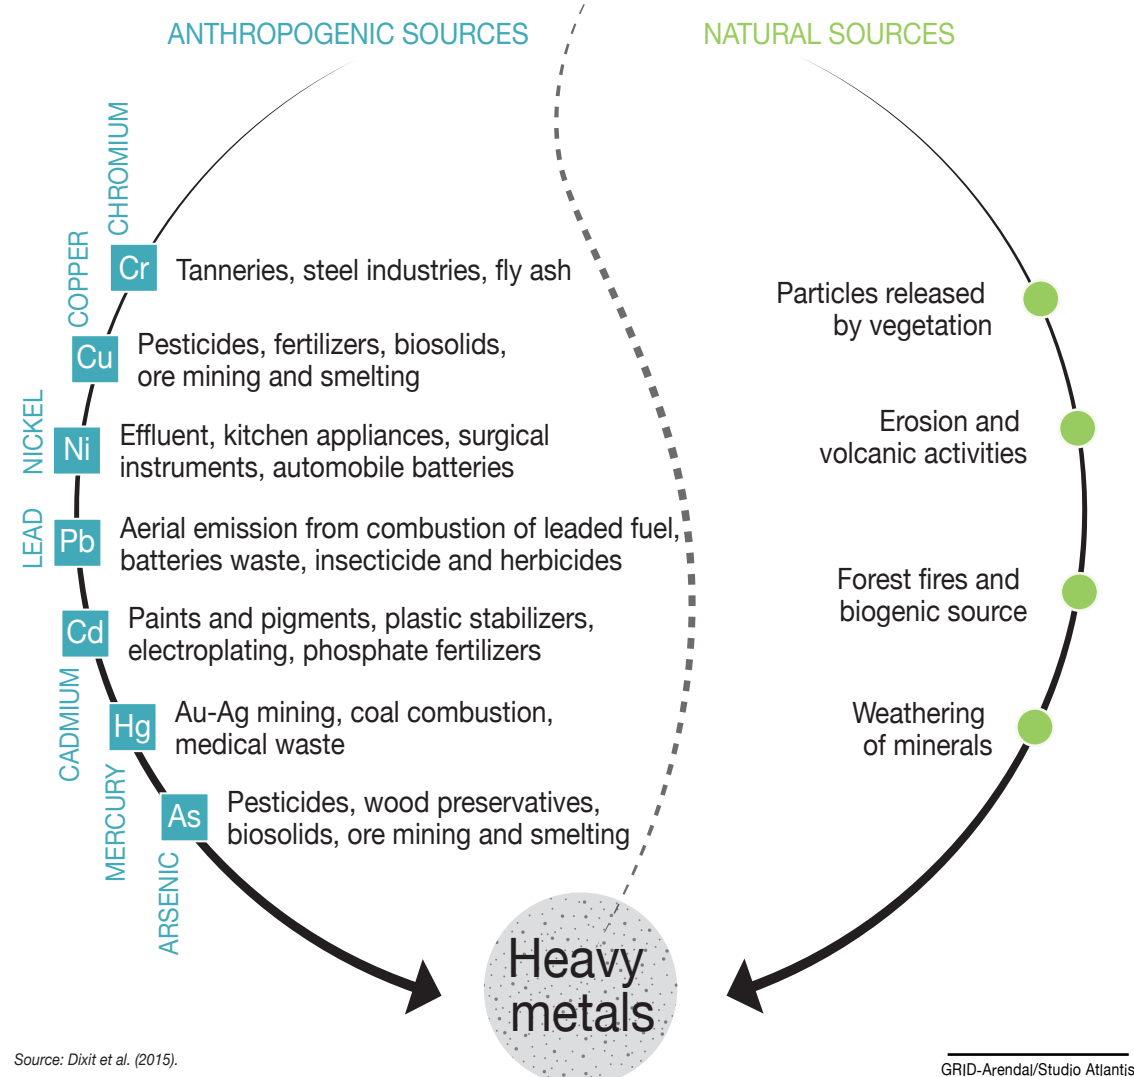 ANTHROPOGENIC SOURCES
NATURAL SOURCES
CHROMIUM
Cr
Tanneries, steel industries, fly ash
COPPER
Cu
Pesticides, fertilizers, biosolids,
ore mining and smelting
NICKEL
Ni
Effluent, kitchen appliances, surgical
instruments, automobile batteries
LEAD
Pb
Aerial emission from combustion of leaded fuel,
batteries waste, insecticide and herbicides
CADMIUM
Cd
Paints and pigments, plastic stabilizers,
electroplating, phosphate fertilizers
MERCURY
Hg
Au-Ag mining, coal combustion,
medical waste
ARSENIC
As
Pesticides, wood preservatives,
biosolids, ore mining and smelting
Particles released
by vegetation
Erosion and
volcanic activities
Forest fires and
biogenic source
Weathering
of minerals
Heavy
metals
Source: Dixit et al. (2015).
GRID-Arendal/Studio Atlantis